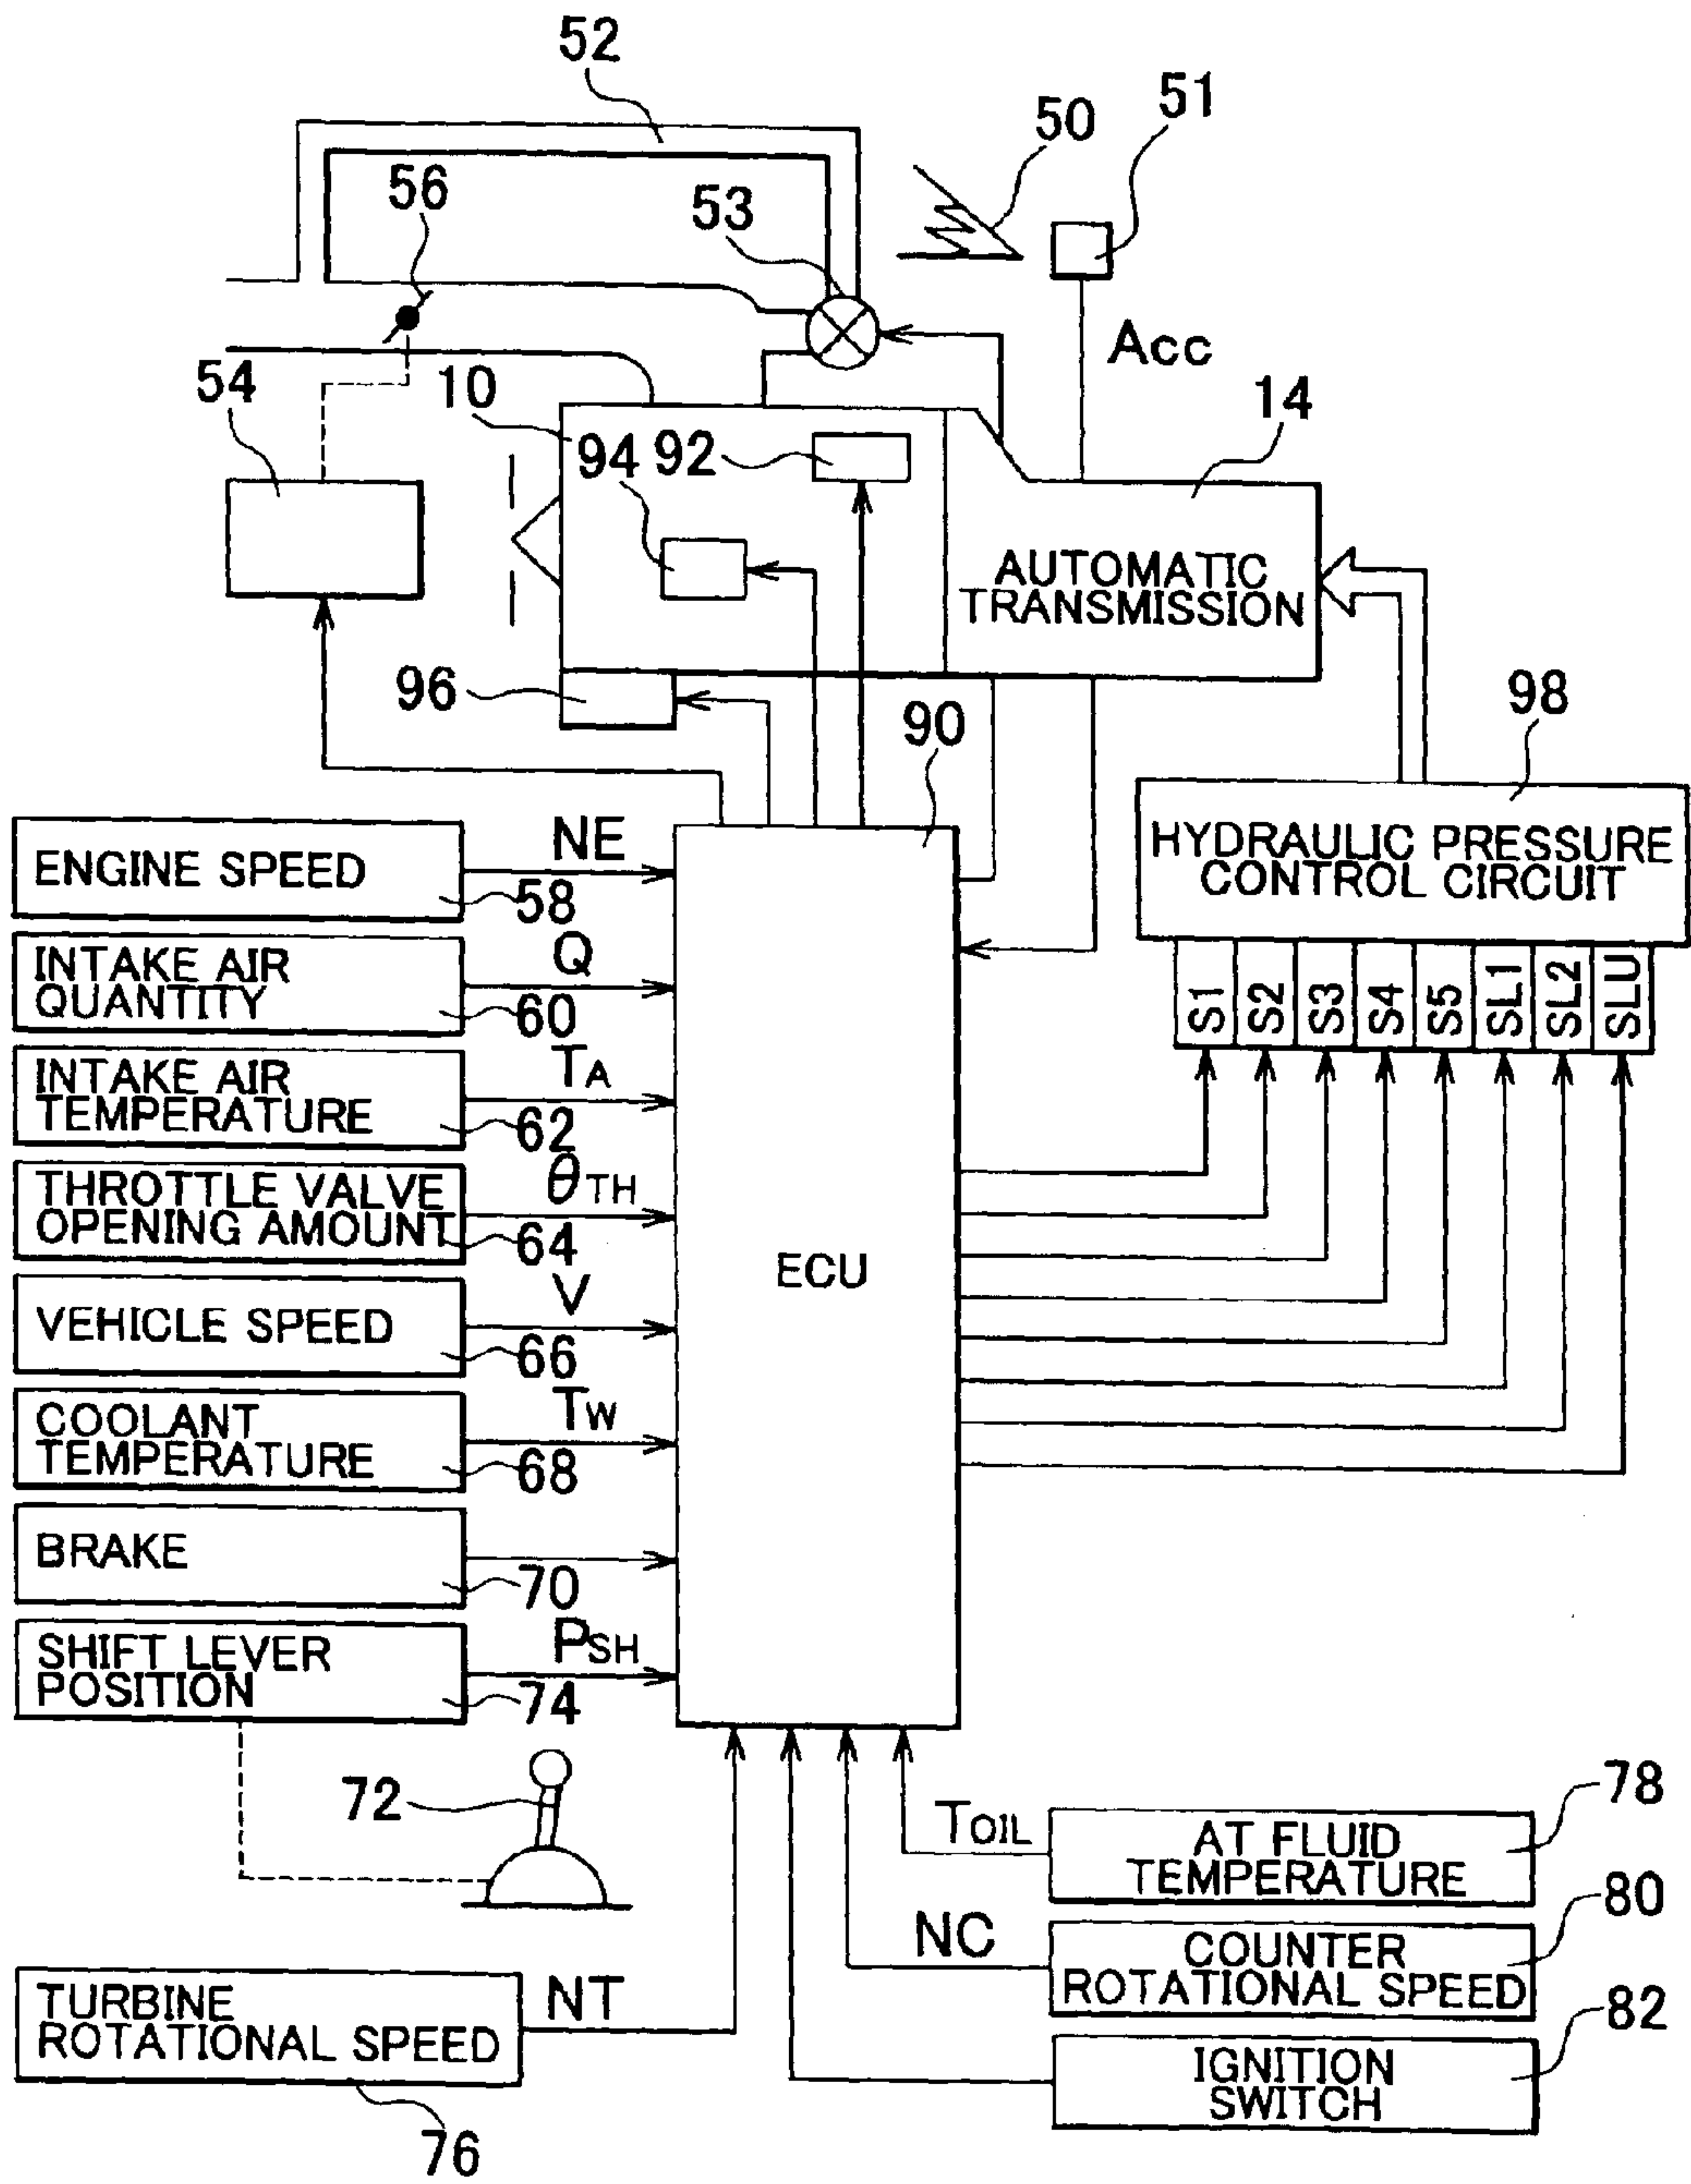 52
51
50
56
53
Acc
54
10
14
94
92
AUTOMATIC
TRANSMISSION
96
90
98
HYDRAULIC PRESSURE
CONTROL CIRCUIT
S1
S2
S3
S4
S5
SL1
SL2
SLU
ENGINE SPEED
NE
58
INTAKE AIR
QUANTITY
Q
60
INTAKE AIR
TEMPERATURE
TA
62
THROTTLE VALVE
OPENING AMOUNT
θTH
64
ECU
VEHICLE SPEED
V
66
COOLANT
TEMPERATURE
TW
68
BRAKE
70
SHIFT LEVER
POSITION
PSH
74
72
TOIL
AT FLUID
TEMPERATURE
78
NC
COUNTER
ROTATIONAL SPEED
80
TURBINE
ROTATIONAL SPEED
NT
76
IGNITION
SWITCH
82